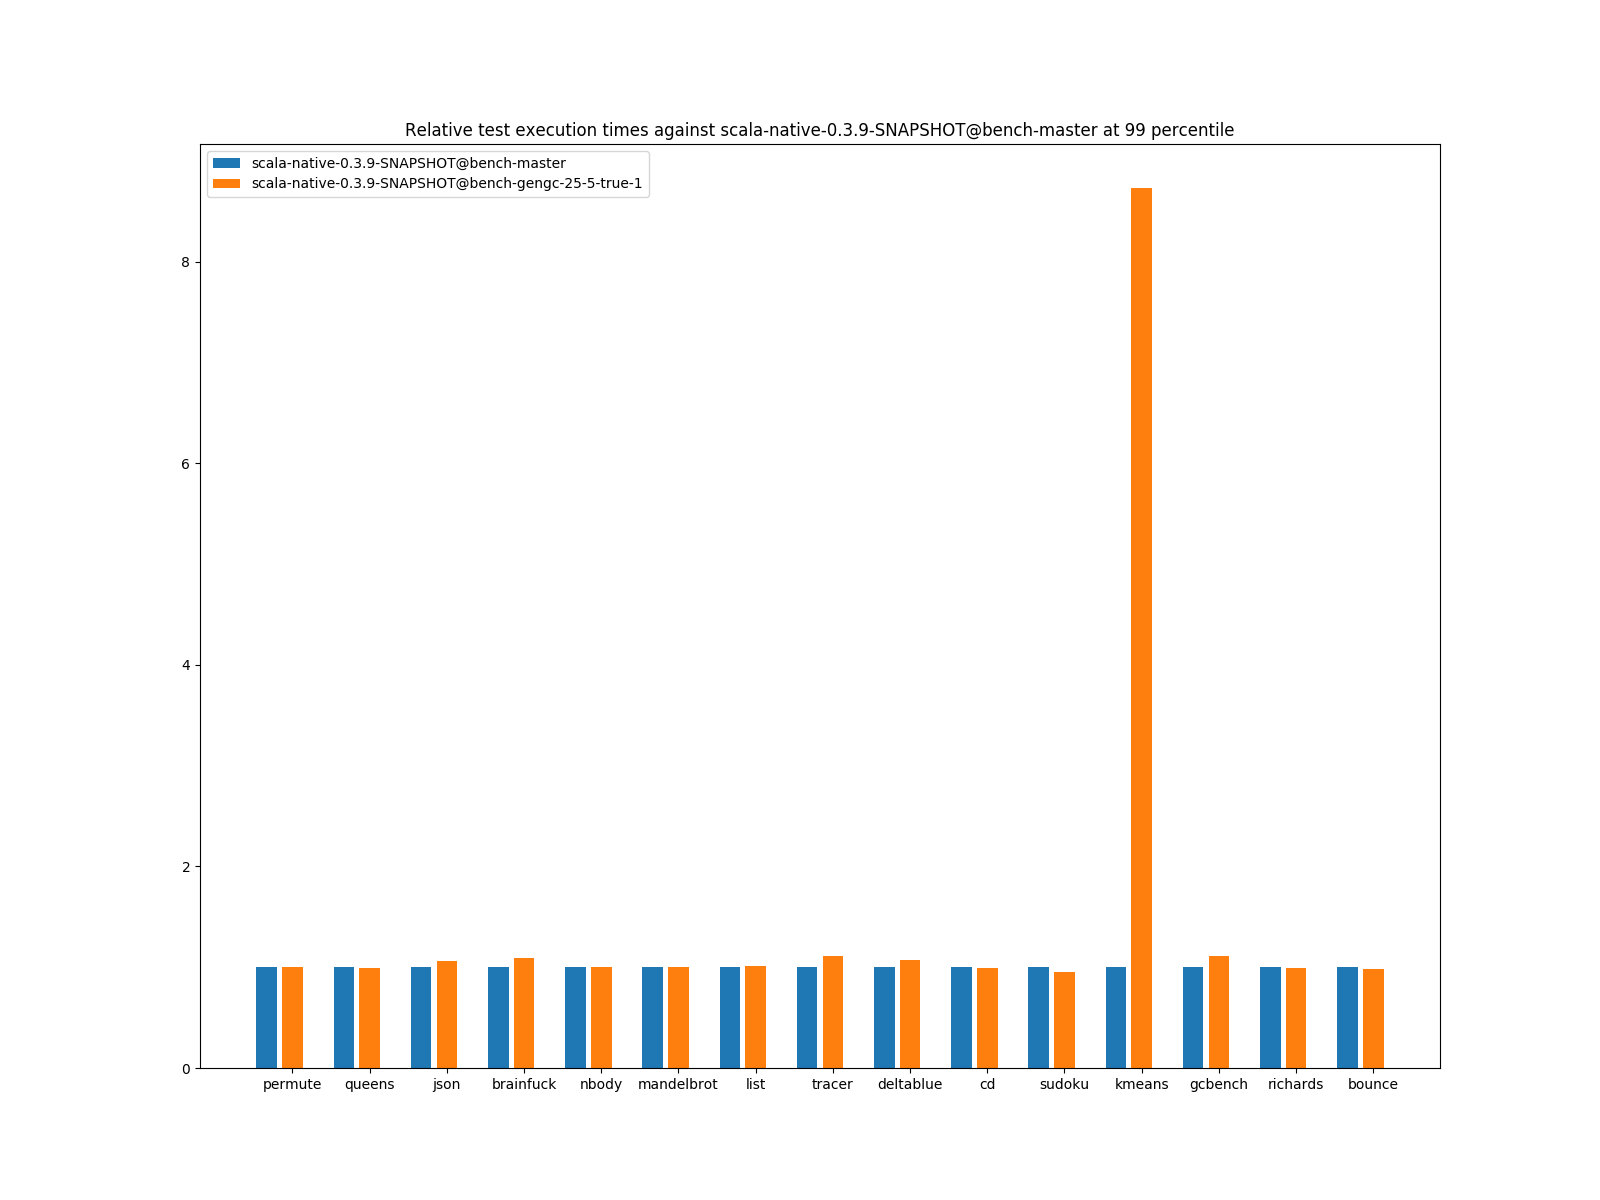 Relative test execution times against scala-native-0.3.9-SNAPSHOT@bench-master at 99 percentile
scala-native-0.3.9-SNAPSHOT@bench-master
scala-native-0.3.9-SNAPSHOT@bench-gengc-25-5-true-1
8
6
4
2
0
permute queens json brainfuck nbody mandelbrot list tracer deltablue cd sudoku kmeans gcbench richards bounce